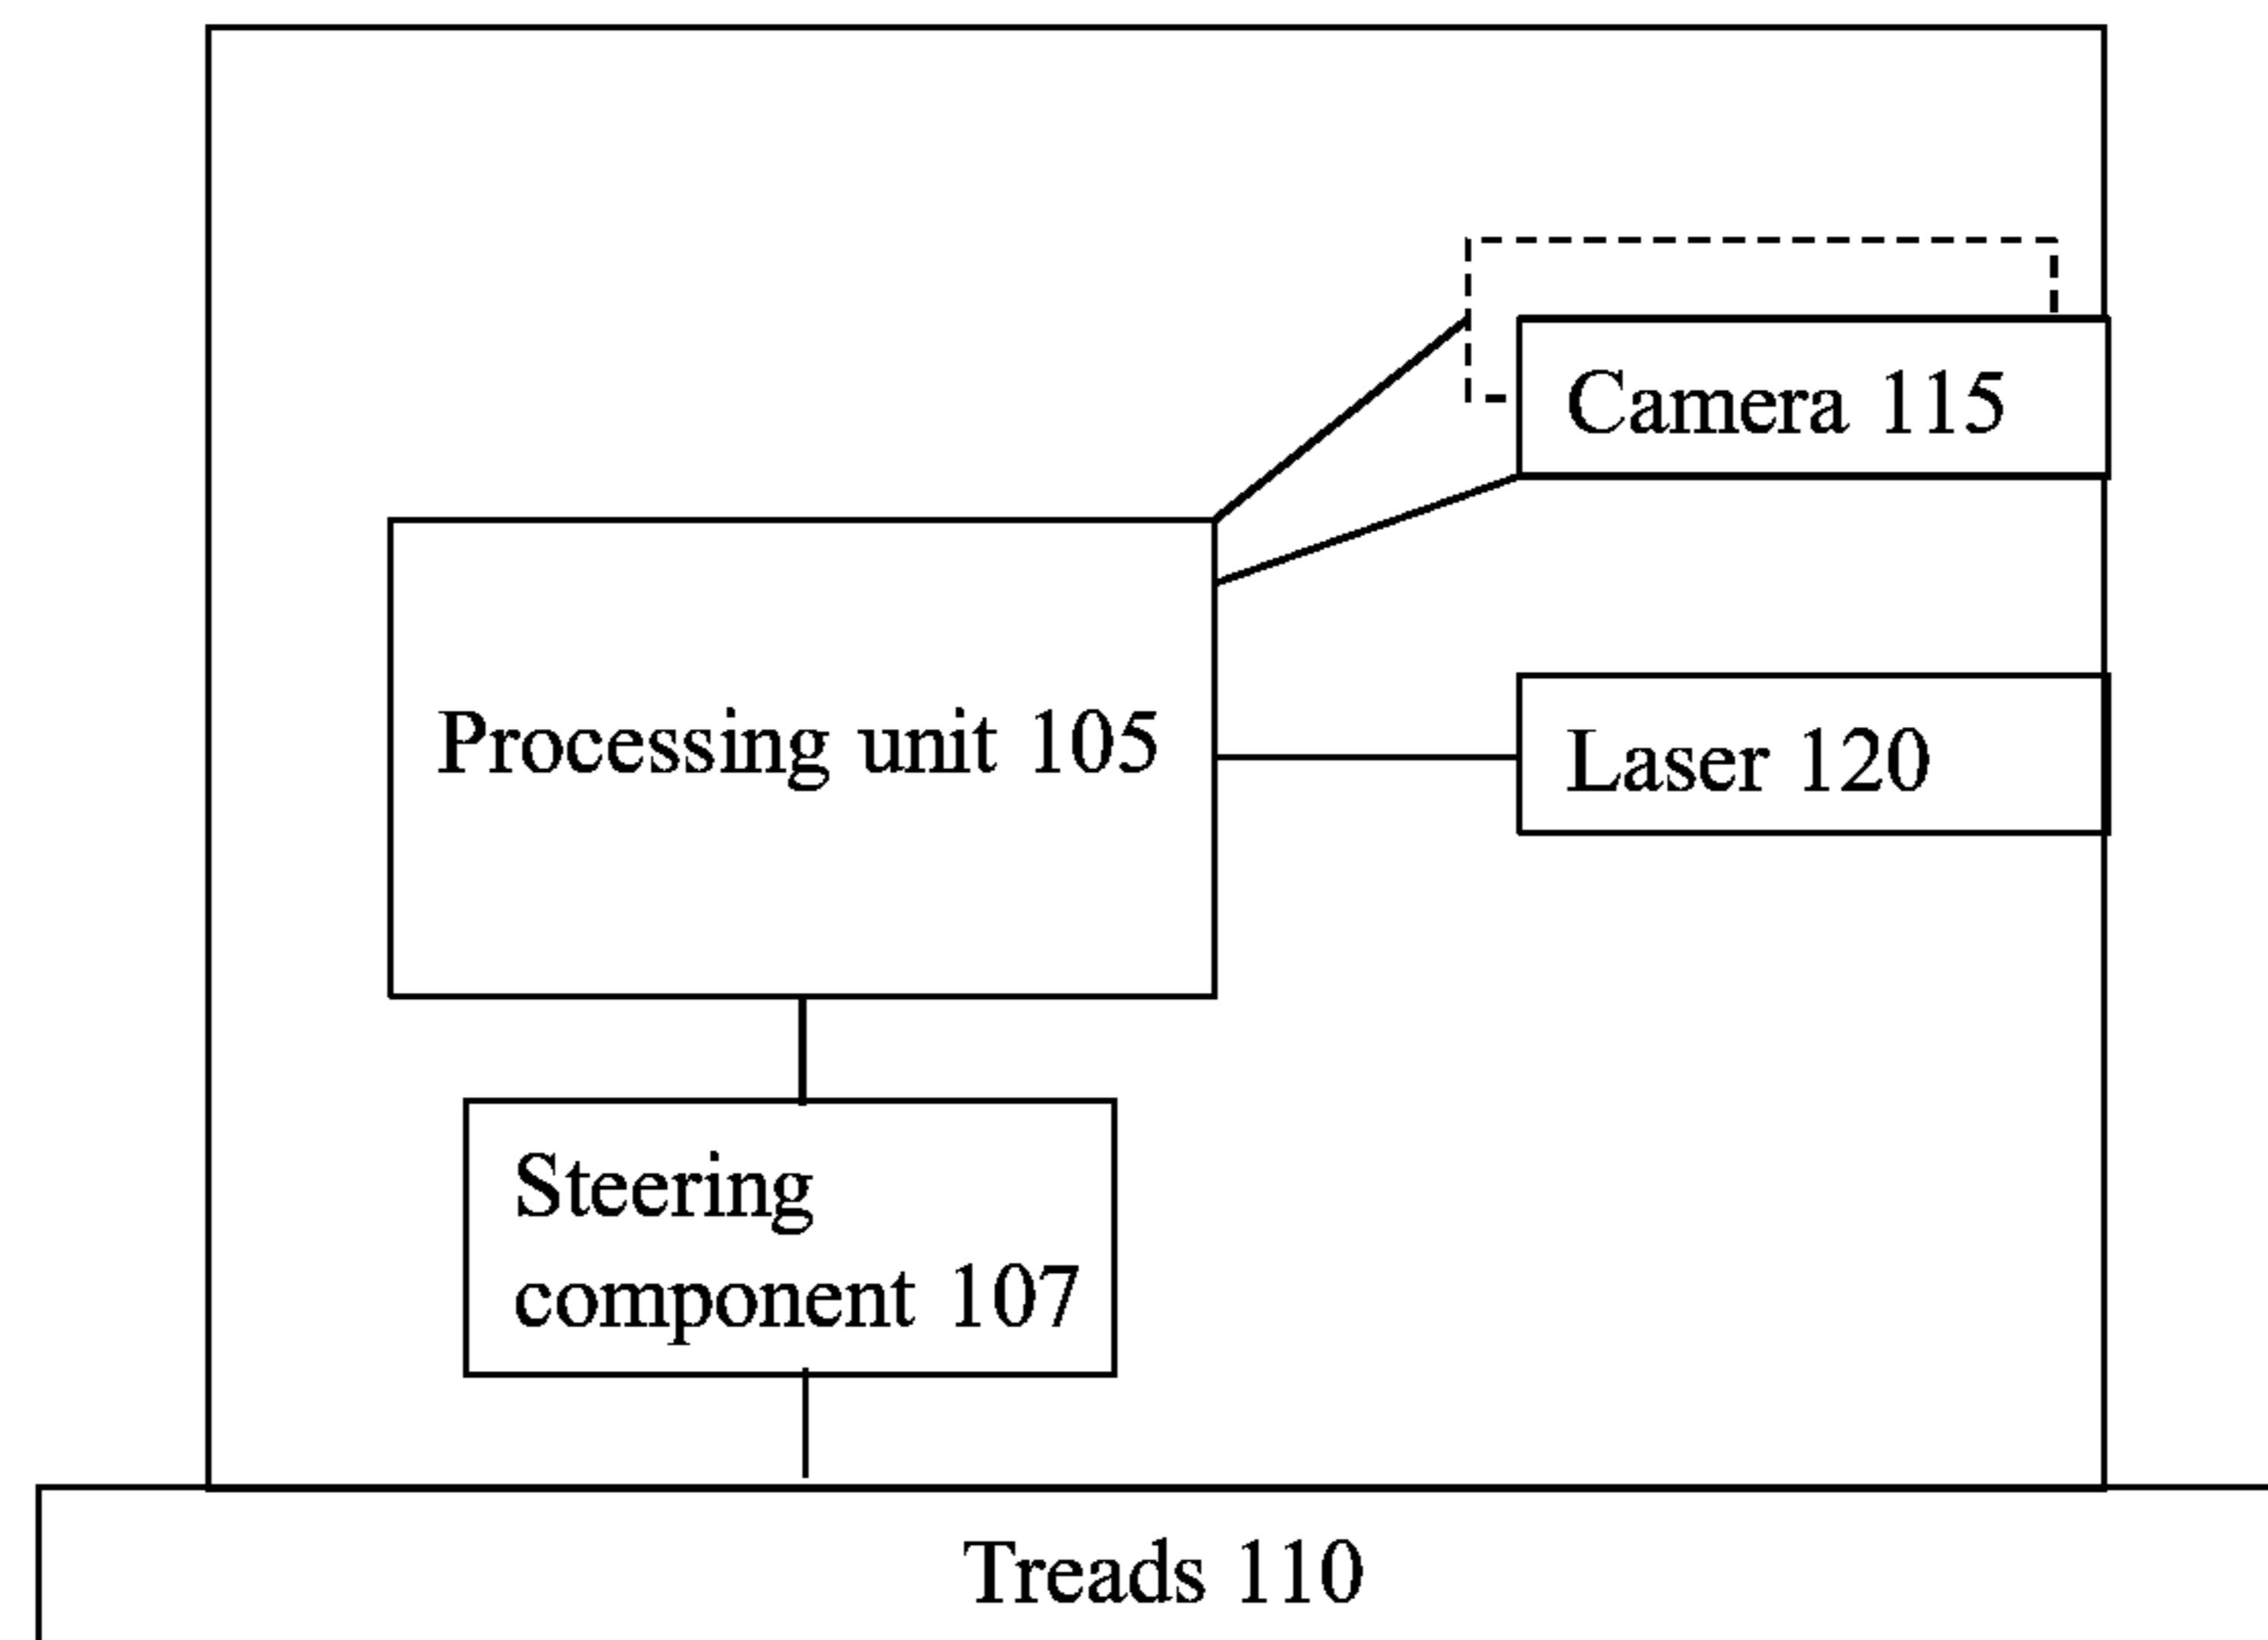 Camera 115
Processing unit 105
Laser 120
Steering
component 107
Treads 110